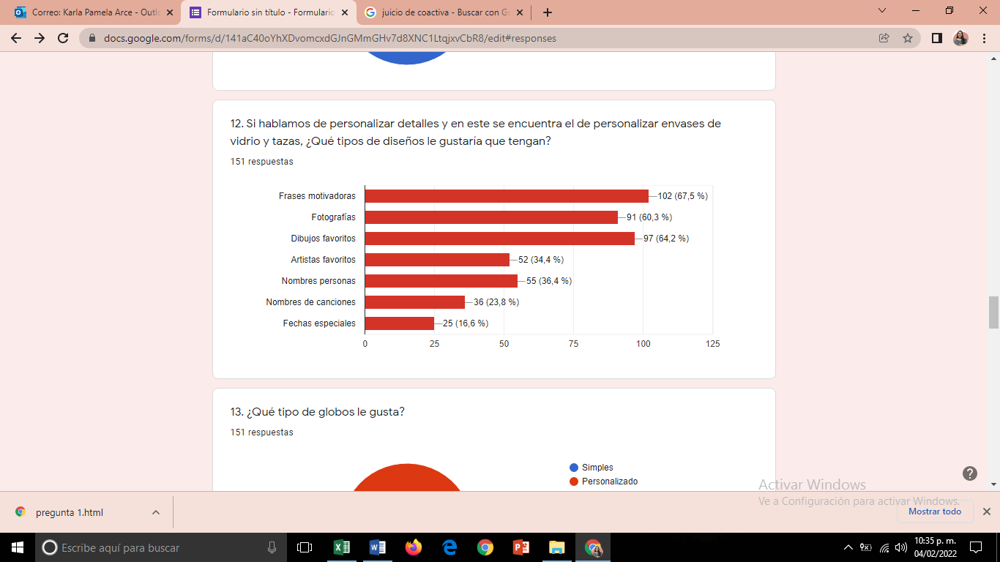 Correo: Karla Pamela Arce - Outl
Formulario sin título - Formulario
juicio de coactiva - Buscar con G
docs.google.com/forms/d/141aC40oYhXDvomcxdGJnGMmGHv7d8XNC1LtqjxvCbR8/edit#responses
12. Si hablamos de personalizar detalles y en este se encuentra el de personalizar envases de
vidrio y tazas, ¿Qué tipos de diseños le gustaría que tengan?
151 respuestas
Frases motivadoras 102 (67,5 %)
Fotografías 91 (60,3 %)
Dibujos favoritos 97 (64,2 %)
Artistas favoritos 52 (34,4 %)
Nombres personas 55 (36,4 %)
Nombres de canciones 36 (23,8 %)
Fechas especiales 25 (16,6 %)
0 25 50 75 100 125
13. ¿Qué tipo de globos le gusta?
151 respuestas
Simples
Personalizado
Activar Windows
Ve a Configuración para activar Windows.
pregunta 1.html
Mostrar todo
Escribe aquí para buscar
10:35 p. m.
04/02/2022